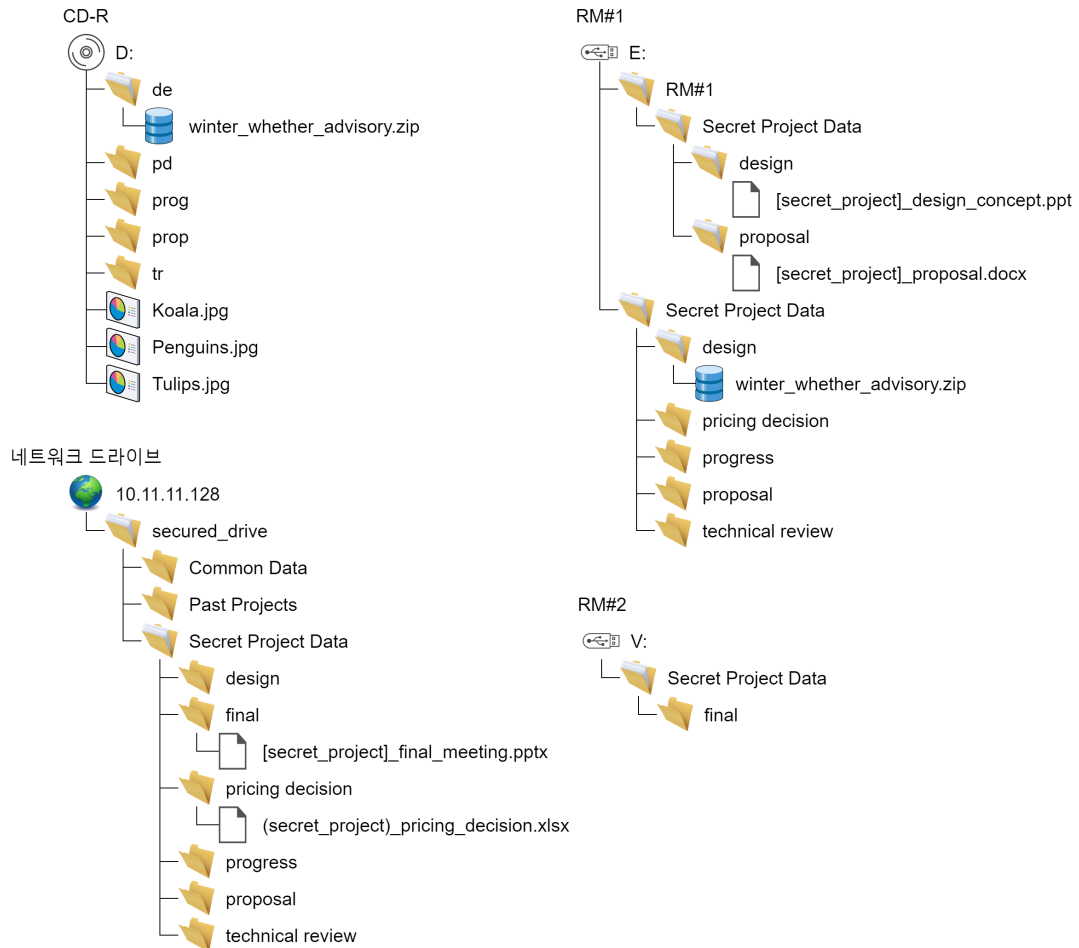 CD-R
D:
de
winter_whether_advisory.zip
pd
prog
prop
tr
Koala.jpg
Penguins.jpg
Tulips.jpg
RM#1
E:
RM#1
Secret Project Data
design
[secret_project]_design_concept.ppt
proposal
[secret_project]_proposal.docx
Secret Project Data
design
winter_whether_advisory.zip
pricing decision
progress
proposal
technical review
네트워크 드라이브
10.11.11.128
secured_drive
Common Data
Past Projects
Secret Project Data
design
final
[secret_project]_final_meeting.pptx
pricing decision
(secret_project)_pricing_decision.xlsx
progress
proposal
technical review
RM#2
V:
Secret Project Data
final